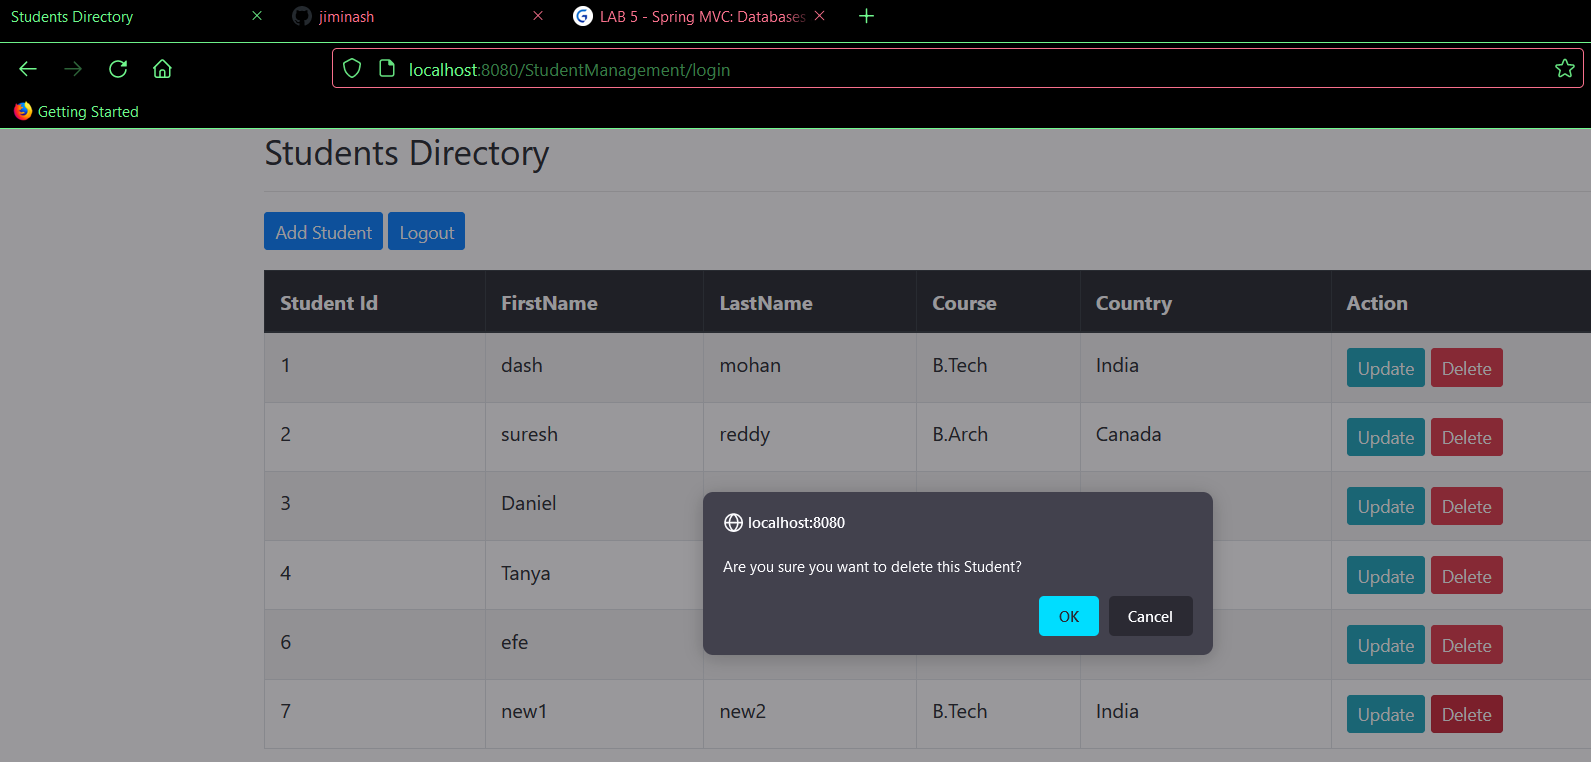 Students Directory
jiminash
LAB 5 - Spring MVC: Databases
localhost:8080/StudentManagement/login
Getting Started
Students Directory
Add Student Logout
Student Id FirstName LastName Course Country Action
1 dash mohan B.Tech India Update Delete
2 suresh reddy B.Arch Canada Update Delete
3 Daniel Update Delete
localhost:8080
Are you sure you want to delete this Student?
OK Cancel
4 Tanya Update Delete
6 efe Update Delete
7 new1 new2 B.Tech India Update Delete